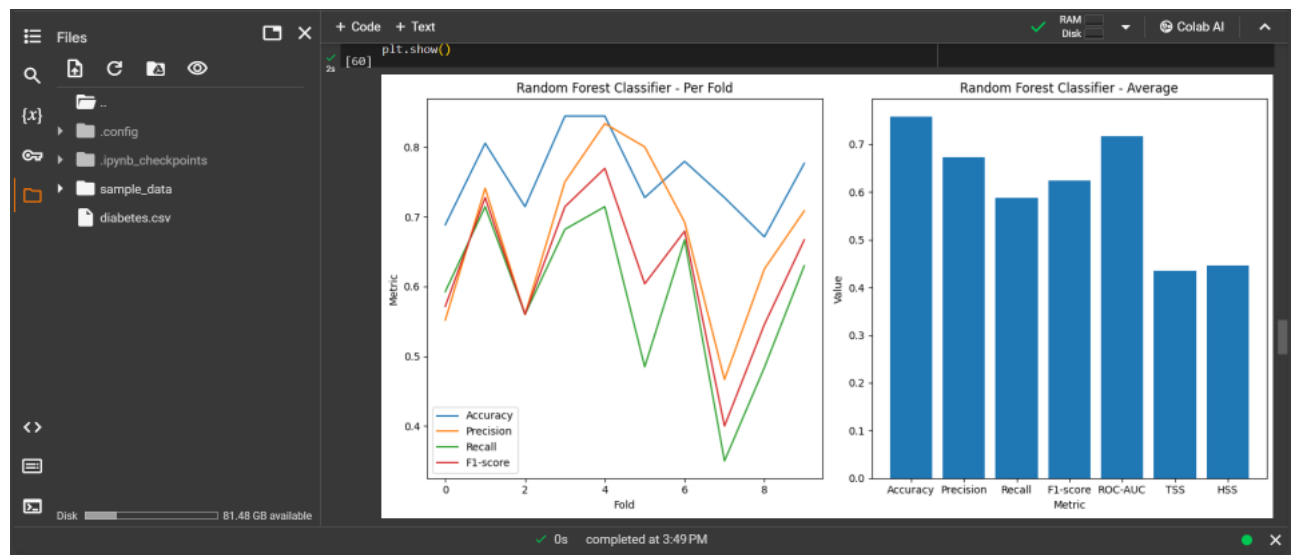 Files
..
.config
.ipynb_checkpoints
sample_data
diabetes.csv
{x}
Disk 81.48 GB available
+ Code + Text
RAM
Disk
Colab AI
plt.show()
[60]
2s
Random Forest Classifier - Per Fold
Metric
0.8
0.7
0.6
0.5
0.4
Accuracy
Precision
Recall
F1-score
0 2 4 6 8
Fold
Random Forest Classifier - Average
Value
0.7
0.6
0.5
0.4
0.3
0.2
0.1
0.0
Accuracy Precision Recall F1-score ROC-AUC TSS HSS
Metric
0s completed at 3:49 PM